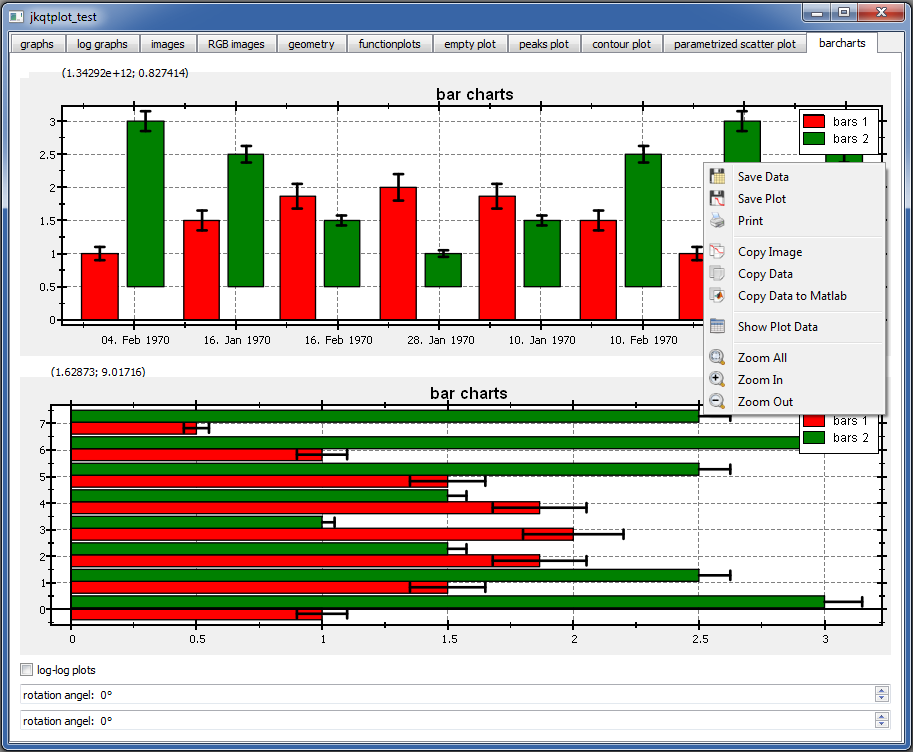 jkqtplot_test
graphs log graphs images RGB images geometry functionplots empty plot peaks plot contour plot parametrized scatter plot barcharts
(1.34292e+12; 0.827414)
bar charts
bars 1
bars 2
3
2.5
2
1.5
1
0.5
0
04. Feb 1970 16. Jan 1970 16. Feb 1970 28. Jan 1970 10. Jan 1970 10. Feb 1970
Save Data
Save Plot
Print
Copy Image
Copy Data
Copy Data to Matlab
Show Plot Data
Zoom All
Zoom In
Zoom Out
(1.62873; 9.01716)
bar charts
bars 1
bars 2
7
6
5
4
3
2
1
0
0 0.5 1 1.5 2 2.5 3
log-log plots
rotation angel: 0°
rotation angel: 0°